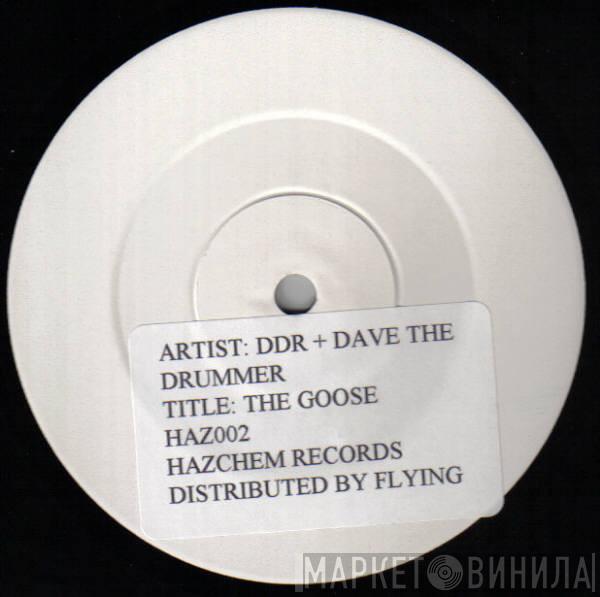 ARTIST: DDR + DAVE THE
DRUMMER
TITLE: THE GOOSE
HAZ002
HAZCHEM RECORDS
DISTRIBUTED BY FLYING
МАРКЕТ ВИНИЛА